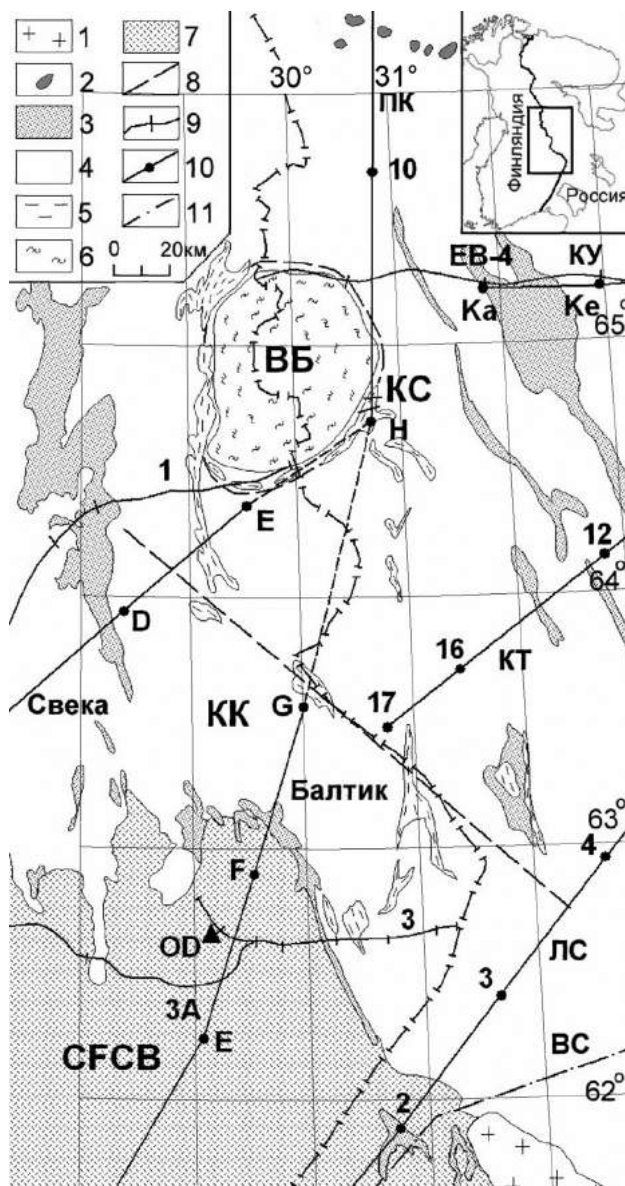 1
2
3
4
5
6
7
8
9
10
11
0 20км
30°
31°
ПК
10
Финляндия
Россия
ЕВ-4
КУ
Ка
Ке
65°
ВБ
КС
Н
1
Е
D
12
64°
16
КТ
17
Свека
КК
G
Балтик
63°
4
F
3
OD
ЛС
3
3А
Е
ВС
CFCB
62°
2